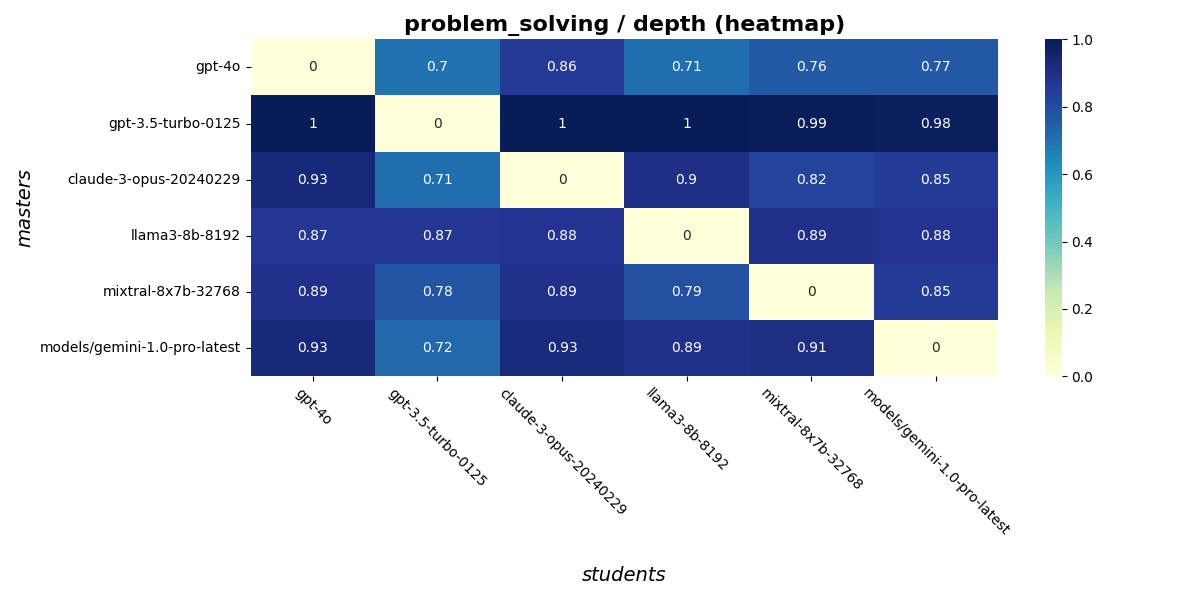 problem_solving / depth (heatmap)
masters
gpt-4o 0 0.7 0.86 0.71 0.76 0.77
gpt-3.5-turbo-0125 1 0 1 1 0.99 0.98
claude-3-opus-20240229 0.93 0.71 0 0.9 0.82 0.85
llama3-8b-8192 0.87 0.87 0.88 0 0.89 0.88
mixtral-8x7b-32768 0.89 0.78 0.89 0.79 0 0.85
models/gemini-1.0-pro-latest 0.93 0.72 0.93 0.89 0.91 0
gpt-4o
gpt-3.5-turbo-0125
claude-3-opus-20240229
llama3-8b-8192
mixtral-8x7b-32768
models/gemini-1.0-pro-latest
students
1.0
0.8
0.6
0.4
0.2
0.0